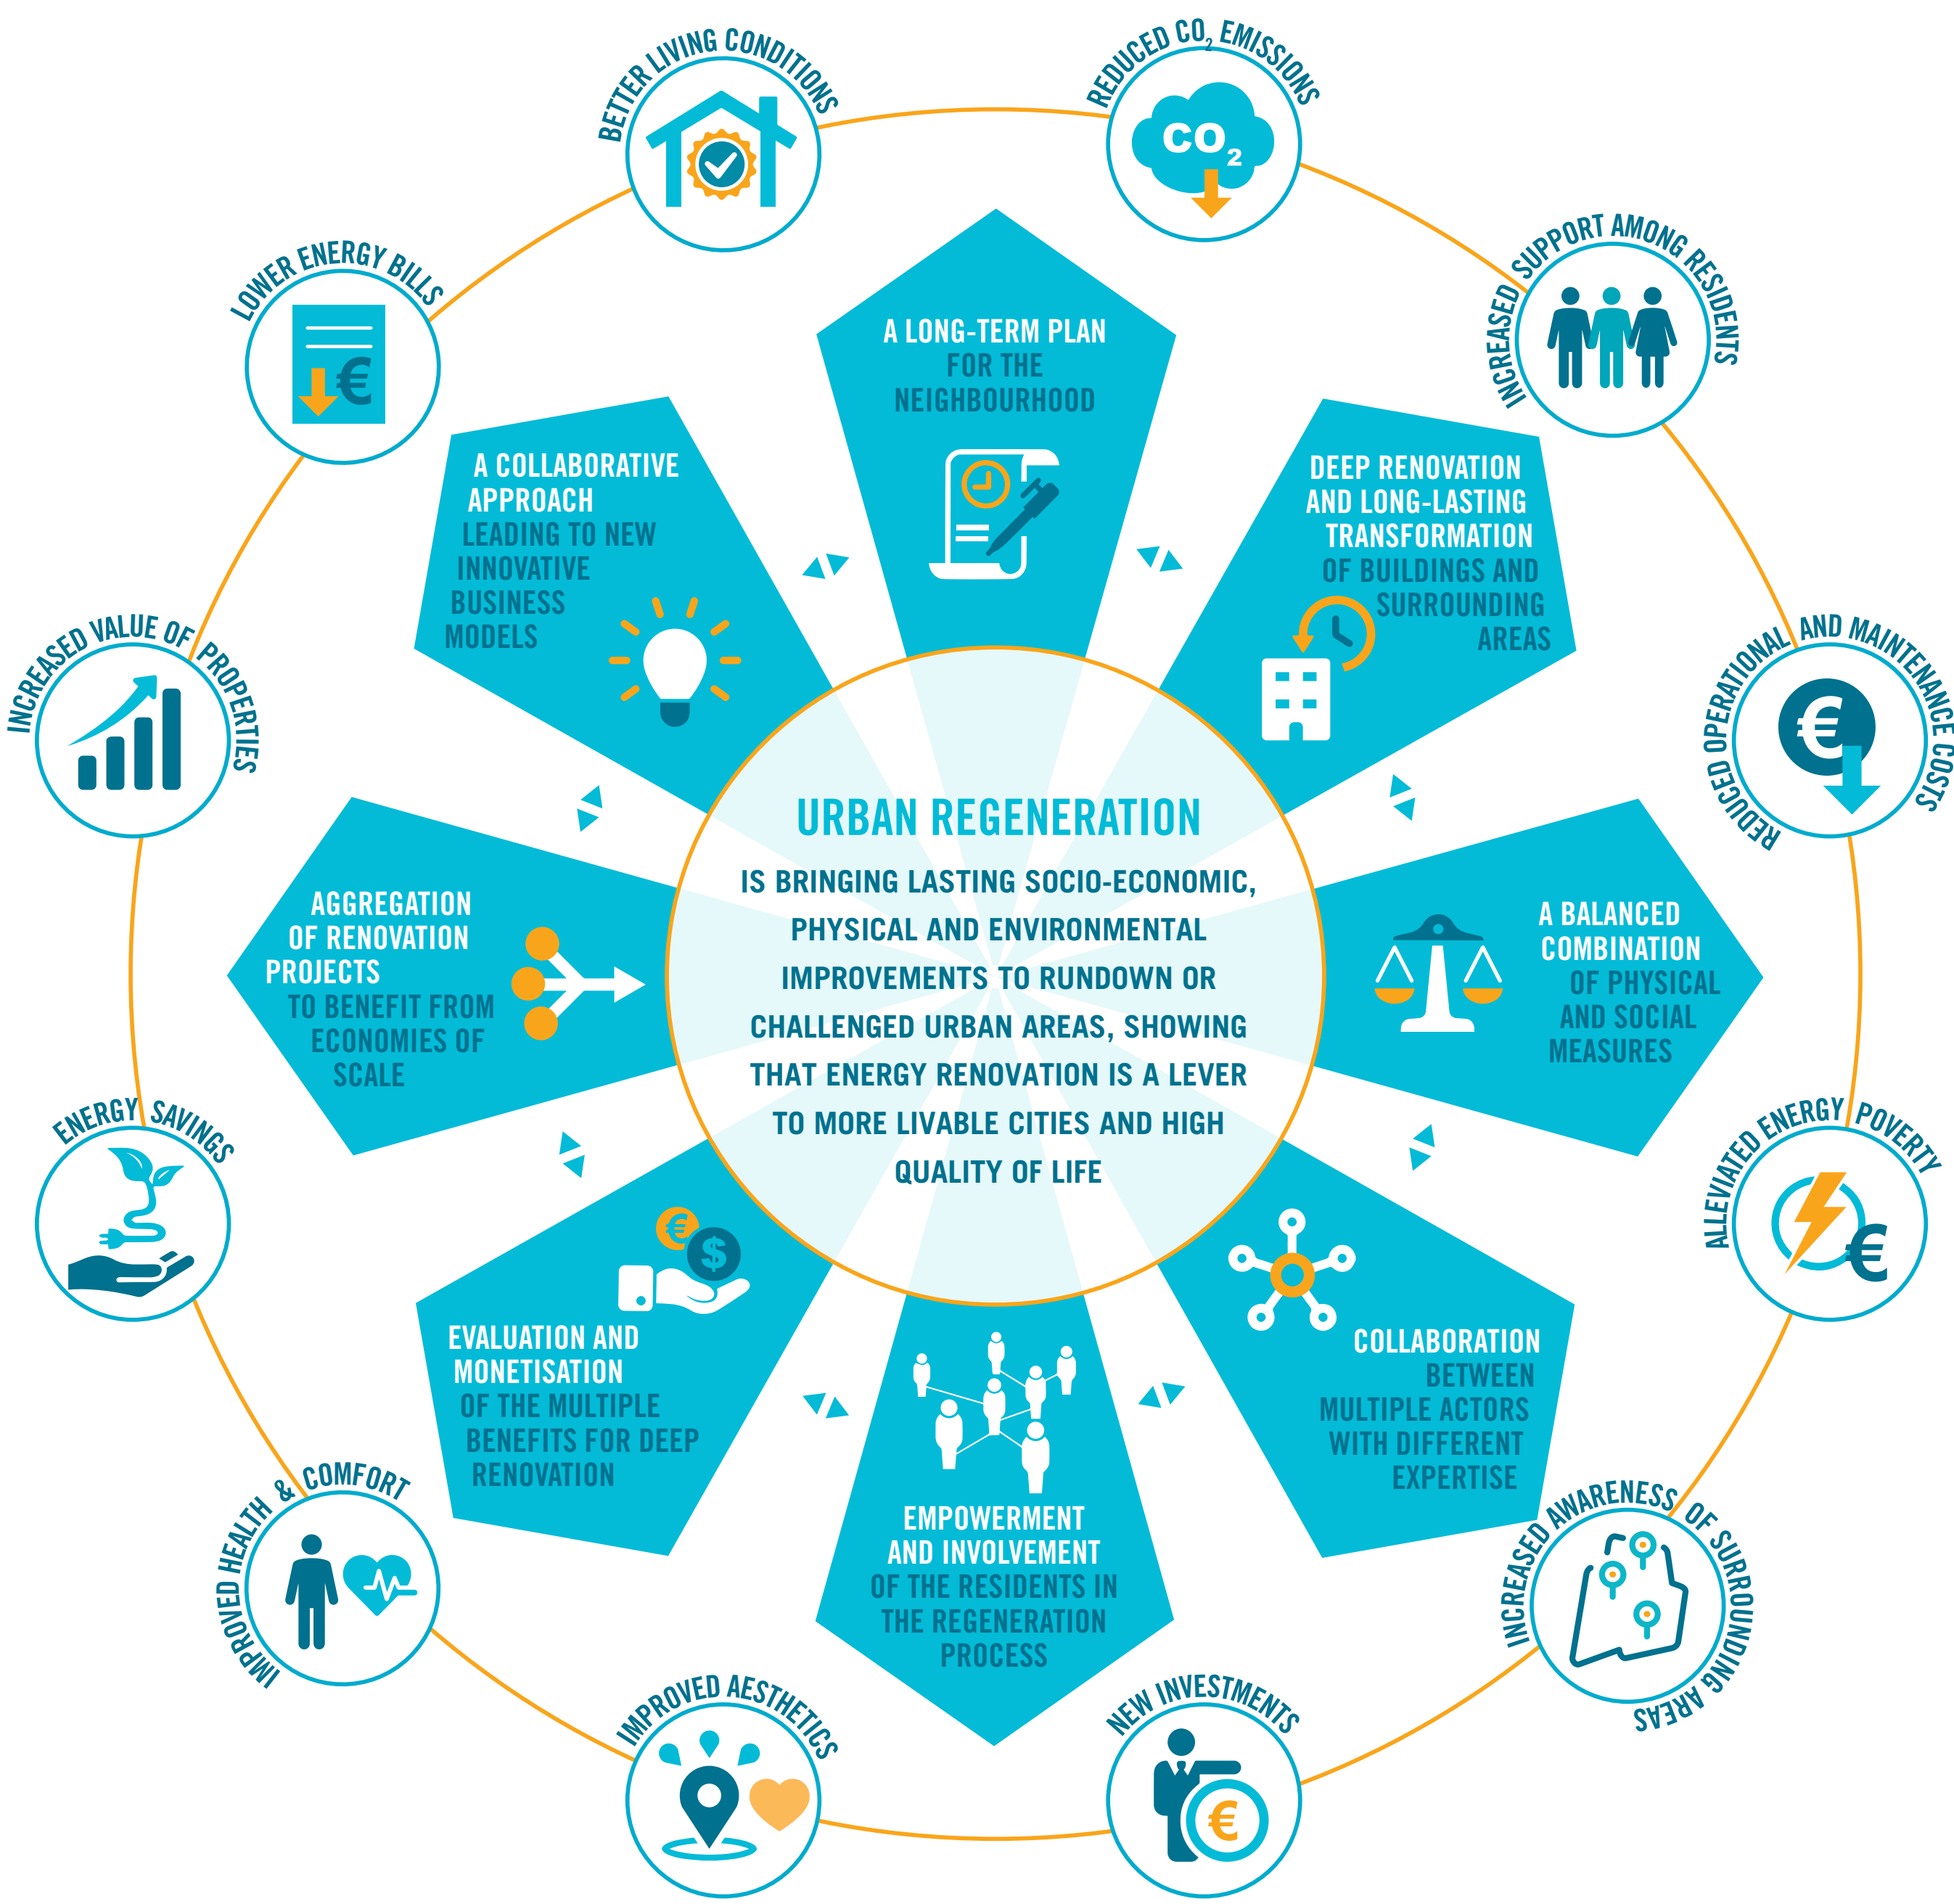 BETTER LIVING CONDITIONS
REDUCED CO2 EMISSIONS
CO2
INCREASED SUPPORT AMONG RESIDENTS
REDUCED OPERATIONAL AND MAINTENANCE COSTS
€
ALLEVIATED ENERGY POVERTY
€
INCREASED AWARENESS OF SURROUNDING AREAS
NEW INVESTMENTS
€
IMPROVED AESTHETICS
IMPROVED HEALTH & COMFORT
ENERGY SAVINGS
INCREASED VALUE OF PROPERTIES
LOWER ENERGY BILLS
€
A LONG-TERM PLAN
FOR THE
NEIGHBOURHOOD
DEEP RENOVATION
AND LONG-LASTING
TRANSFORMATION
OF BUILDINGS AND
SURROUNDING
AREAS
A BALANCED
COMBINATION
OF PHYSICAL
AND SOCIAL
MEASURES
COLLABORATION
BETWEEN
MULTIPLE ACTORS
WITH DIFFERENT
EXPERTISE
EMPOWERMENT
AND INVOLVEMENT
OF THE RESIDENTS IN
THE REGENERATION
PROCESS
€
$
EVALUATION AND
MONETISATION
OF THE MULTIPLE
BENEFITS FOR DEEP
RENOVATION
AGGREGATION
OF RENOVATION
PROJECTS
TO BENEFIT FROM
ECONOMIES OF
SCALE
A COLLABORATIVE
APPROACH
LEADING TO NEW
INNOVATIVE
BUSINESS
MODELS
URBAN REGENERATION
IS BRINGING LASTING SOCIO-ECONOMIC,
PHYSICAL AND ENVIRONMENTAL
IMPROVEMENTS TO RUNDOWN OR
CHALLENGED URBAN AREAS, SHOWING
THAT ENERGY RENOVATION IS A LEVER
TO MORE LIVABLE CITIES AND HIGH
QUALITY OF LIFE